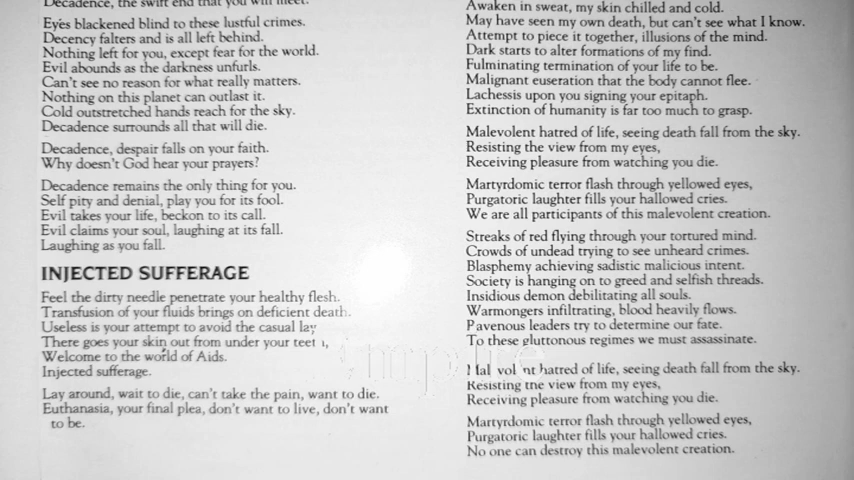 Decadence, the swift end that you will meet.
Eyes blackened blind to these lustful crimes.
Decency falters and is all left behind.
Nothing left for you, except fear for the world.
Evil abounds as the darkness unfurls.
Can't see no reason for what really matters.
Nothing on this planet can outlast it.
Cold outstretched hands reach for the sky.
Decadence surrounds all that will die.
Decadence, despair falls on your faith.
Why doesn't God hear your prayers?
Decadence remains the only thing for you.
Self pity and denial, play you for its fool.
Evil takes your life, beckon to its call.
Evil claims your soul, laughing at its fall.
Laughing as you fall.
INJECTED SUFFERAGE
Feel the dirty needle penetrate your healthy flesh.
Transfusion of your fluids brings on deficient death.
Useless is your attempt to avoid the casual lay
There goes your skin out from under your
Welcome to the world of Aids.
Injected sufferage.
Lay around, wait to die, can't take the pain, want to die.
Euthanasia, your final plea, don't want to live, don't want
to be.
Awaken in sweat, my skin chilled and cold.
May have seen my own death, but can't see what I know.
Attempt to piece it together, illusions of the mind.
Dark starts to alter formations of my find.
Fulminating termination of your life to be.
Malignant euseration that the body cannot flee.
Lachessis upon you signing your epitaph.
Extinction of humanity is far too much to grasp.
Malevolent hatred of life, seeing death fall from the sky.
Resisting the view from my eyes,
Receiving pleasure from watching you die.
Martyrdomic terror flash through yellowed eyes,
Purgatoric laughter fills your hallowed cries.
We are all participants of this malevolent creation.
Streaks of red flying through your tortured mind.
Crowds of undead trying to see unheard crimes.
Blasphemy achieving sadistic malicious intent.
Society is hanging on to greed and selfish threads.
Insidious demon debilitating all souls.
Warmongers infiltrating, blood heavily flows.
Pavenous leaders try to determine our fate.
To these gluttonous regimes we must assassinate.
hatred of life, seeing death fall from the sky.
Resisting the view from my eyes,
Receiving pleasure from watching you die.
Martyrdomic terror flash through yellowed eyes,
Purgatoric laughter fills your hallowed cries.
No one can destroy this malevolent creation.